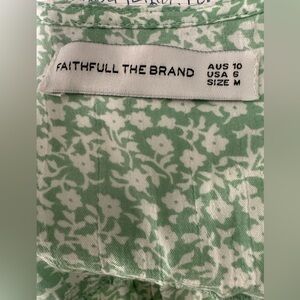 FAITHFULL THE BRAND
AUS 10
USA 6
SIZE M